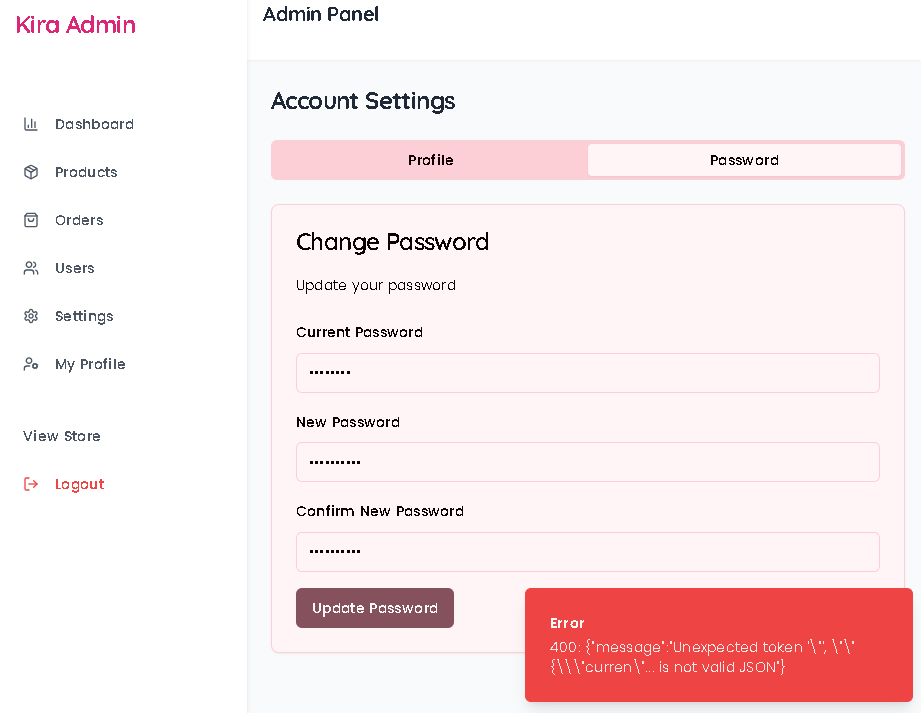 Kira Admin
Admin Panel
Dashboard
Products
Orders
Users
Settings
My Profile
View Store
Logout
Account Settings
Profile
Password
Change Password
Update your password
Current Password
••••••••
New Password
••••••••••
Confirm New Password
••••••••••
Update Password
Error
400: {"message":"Unexpected token '\"', \"\"
{\\\"curren\"... is not valid JSON"}